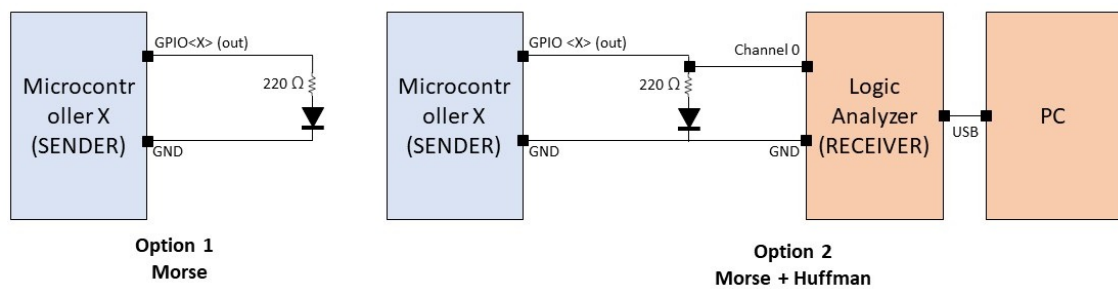 GPIO<X> (out)
220 Ω
Microcontr
oller X
(SENDER)
GND
Option 1
Morse
GPIO <X> (out)
Channel 0
220 Ω
Microcontr
oller X
(SENDER)
GND
GND
Logic
Analyzer
(RECEIVER)
USB
PC
Option 2
Morse + Huffman